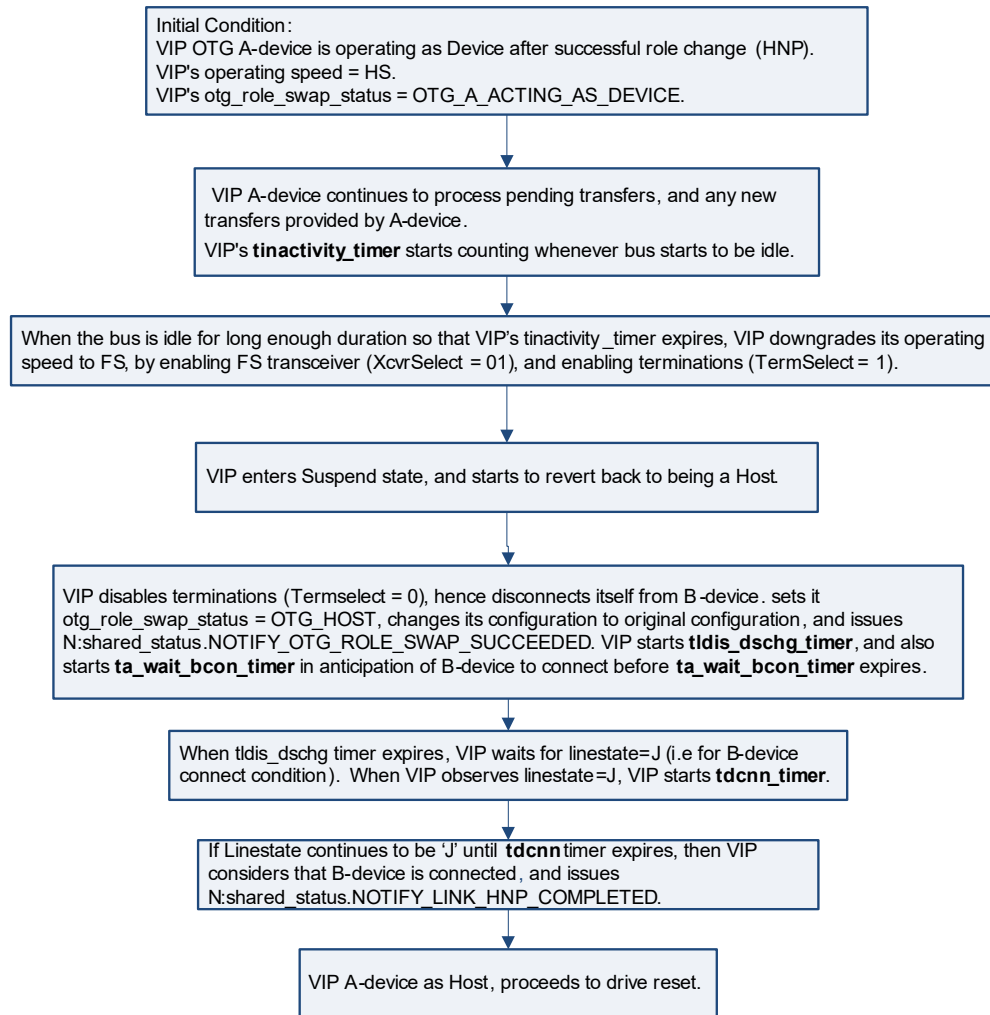 Initial Condition:
VIP OTG A-device is operating as Device after successful role change (HNP).
VIP's operating speed = HS.
VIP's otg_role_swap_status = OTG_A_ACTING_AS_DEVICE.
VIP A-device continues to process pending transfers, and any new
transfers provided by A-device.
VIP's tinactivity_timer starts counting whenever bus starts to be idle.
When the bus is idle for long enough duration so that VIP's tinactivity_timer expires, VIP downgrades its operating
speed to FS, by enabling FS transceiver (XcvrSelect = 01), and enabling terminations (TermSelect = 1).
VIP enters Suspend state, and starts to revert back to being a Host.
VIP disables terminations (Termselect = 0), hence disconnects itself from B-device. sets it
otg_role_swap_status = OTG_HOST, changes its configuration to original configuration, and issues
N:shared_status.NOTIFY_OTG_ROLE_SWAP_SUCCEEDED. VIP starts tldis_dschg_timer, and also
starts ta_wait_bcon_timer in anticipation of B-device to connect before ta_wait_bcon_timer expires.
When tldis_dschg timer expires, VIP waits for linestate=J (i.e for B-device
connect condition). When VIP observes linestate=J, VIP starts tdcnn_timer.
If Linestate continues to be 'J' until tdcnn timer expires, then VIP
considers that B-device is connected, and issues
N:shared_status.NOTIFY_LINK_HNP_COMPLETED.
VIP A-device as Host, proceeds to drive reset.